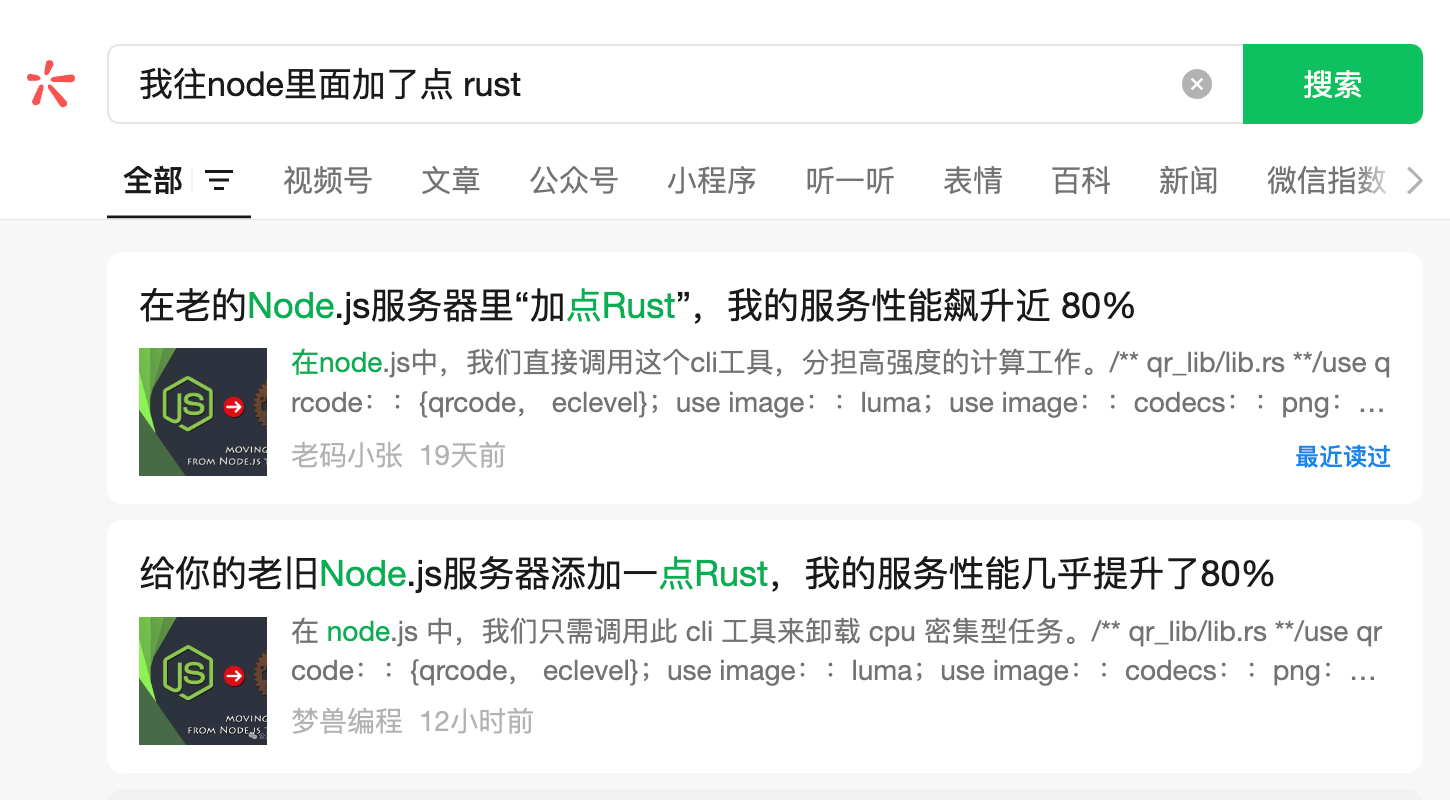 我往node里面加了点 rust
搜索
全部 视频号 文章 公众号 小程序 听一听 表情 百科 新闻 微信指数
在老的Node.js服务器里“加点Rust”，我的服务性能飙升近 80%
在node.js中，我们直接调用这个cli工具，分担高强度的计算工作。/** qr_lib/lib.rs **/use q
rcode：：{qrcode， eclevel}；use image：：luma；use image：：codecs：：png：…
JS
MOVING
FROM NODE.JS T
老码小张 19天前
最近读过
给你的老旧Node.js服务器添加一点Rust，我的服务性能几乎提升了80%
在 node.js 中，我们只需调用此 cli 工具来卸载 cpu 密集型任务。/** qr_lib/lib.rs **/use qr
code：：{qrcode， eclevel}；use image：：luma；use image：：codecs：：png：…
JS
MOVING
FROM NODE.JS
梦兽编程 12小时前